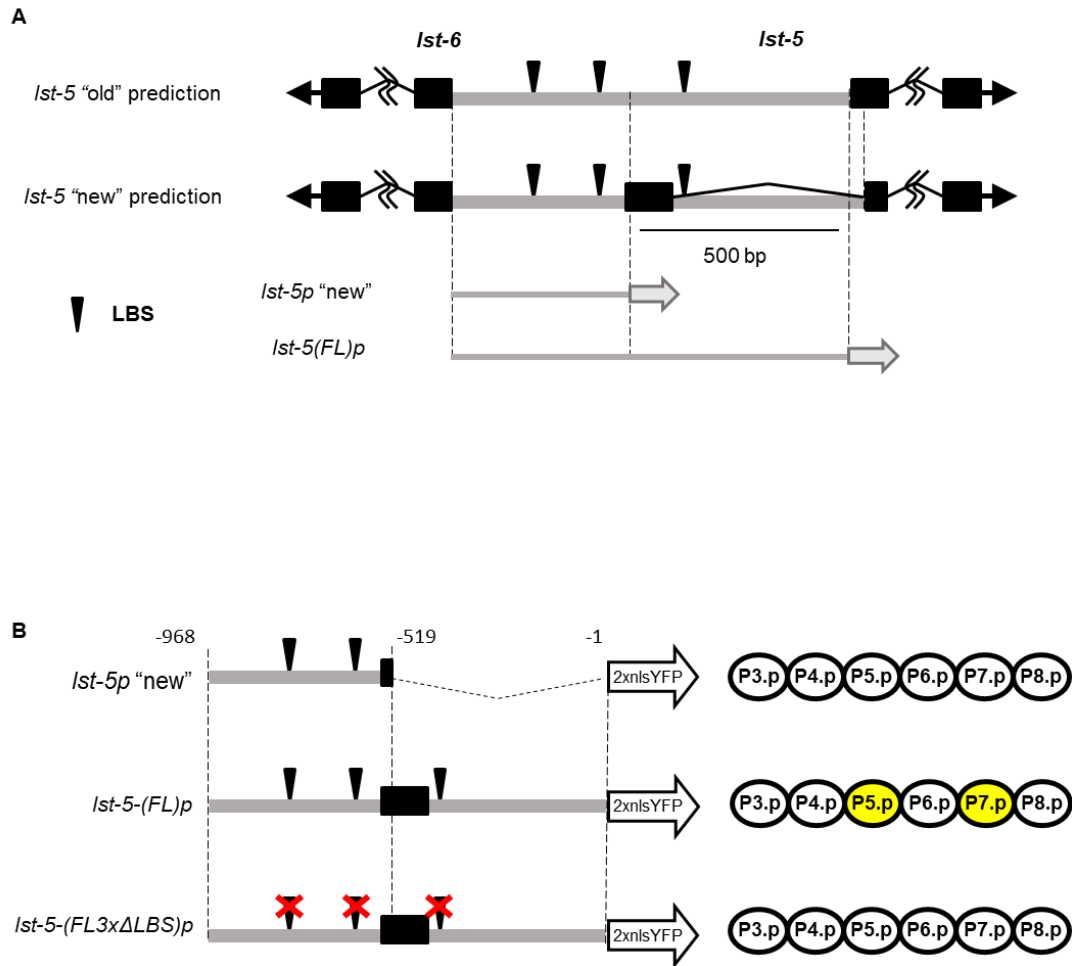 A
lst-6 lst-5
lst-5 “old” prediction
lst-5 “new” prediction
500 bp
lst-5p “new”
LBS
lst-5(FL)p
B
-968 -519 -1
lst-5p “new” 2xnlsYFP P3.p P4.p P5.p P6.p P7.p P8.p
lst-5-(FL)p 2xnlsYFP P3.p P4.p P5.p P6.p P7.p P8.p
lst-5-(FL3xΔLBS)p 2xnlsYFP P3.p P4.p P5.p P6.p P7.p P8.p